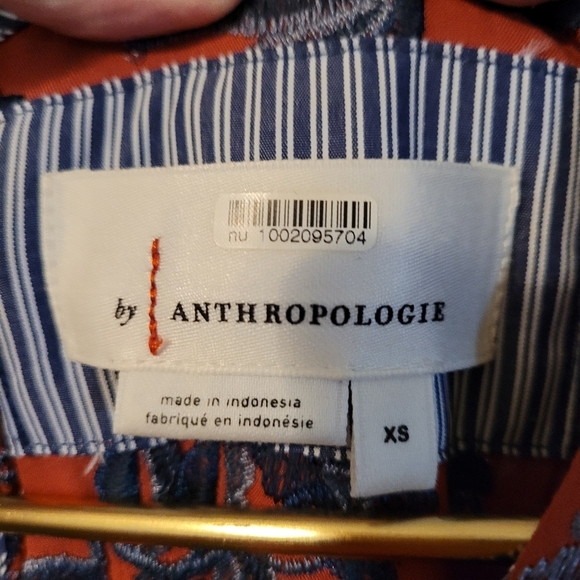 nu 1002095704
by ANTHROPOLOGIE
made in indonesia
fabriqué en indonésie
XS